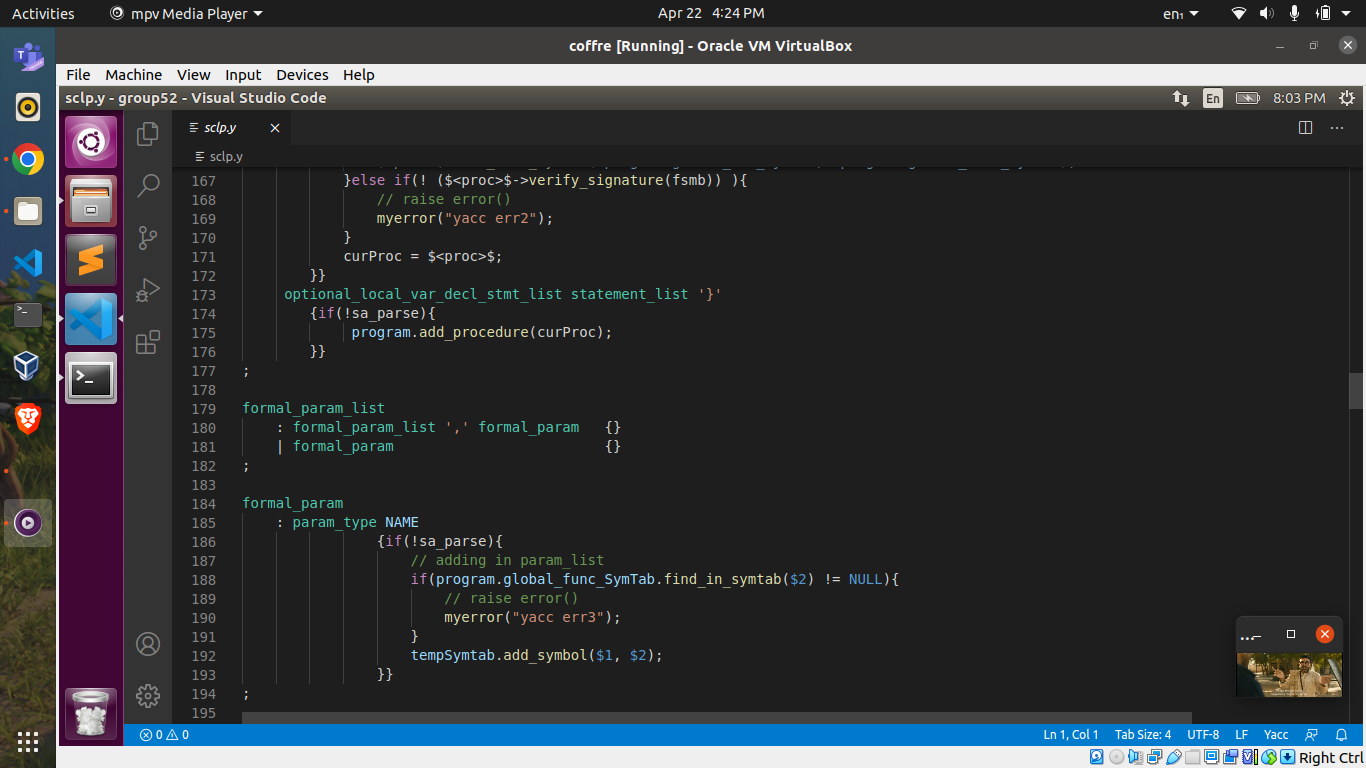 Activities
mpv Media Player
Apr 22 4:24 PM
en₁
coffre [Running] - Oracle VM VirtualBox
File Machine View Input Devices Help
sclp.y - group52 - Visual Studio Code
En
8:03 PM
sclp.y
sclp.y
167 }else if(! ($<proc>$->verify_signature(fsmb)) ){
168 // raise error()
169 myerror("yacc err2");
170 }
171 curProc = $<proc>$;
172 }}
173 optional_local_var_decl_stmt_list statement_list '}'
174 {if(!sa_parse){
175 program.add_procedure(curProc);
176 }}
177 ;
178
179 formal_param_list
180 : formal_param_list ',' formal_param {}
181 | formal_param {}
182 ;
183
184 formal_param
185 : param_type NAME
186 {if(!sa_parse){
187 // adding in param_list
188 if(program.global_func_SymTab.find_in_symtab($2) != NULL){
189 // raise error()
190 myerror("yacc err3");
191 }
192 tempSymtab.add_symbol($1, $2);
193 }}
194 ;
195
0 0
Ln 1, Col 1 Tab Size: 4 UTF-8 LF Yacc
Right Ctrl